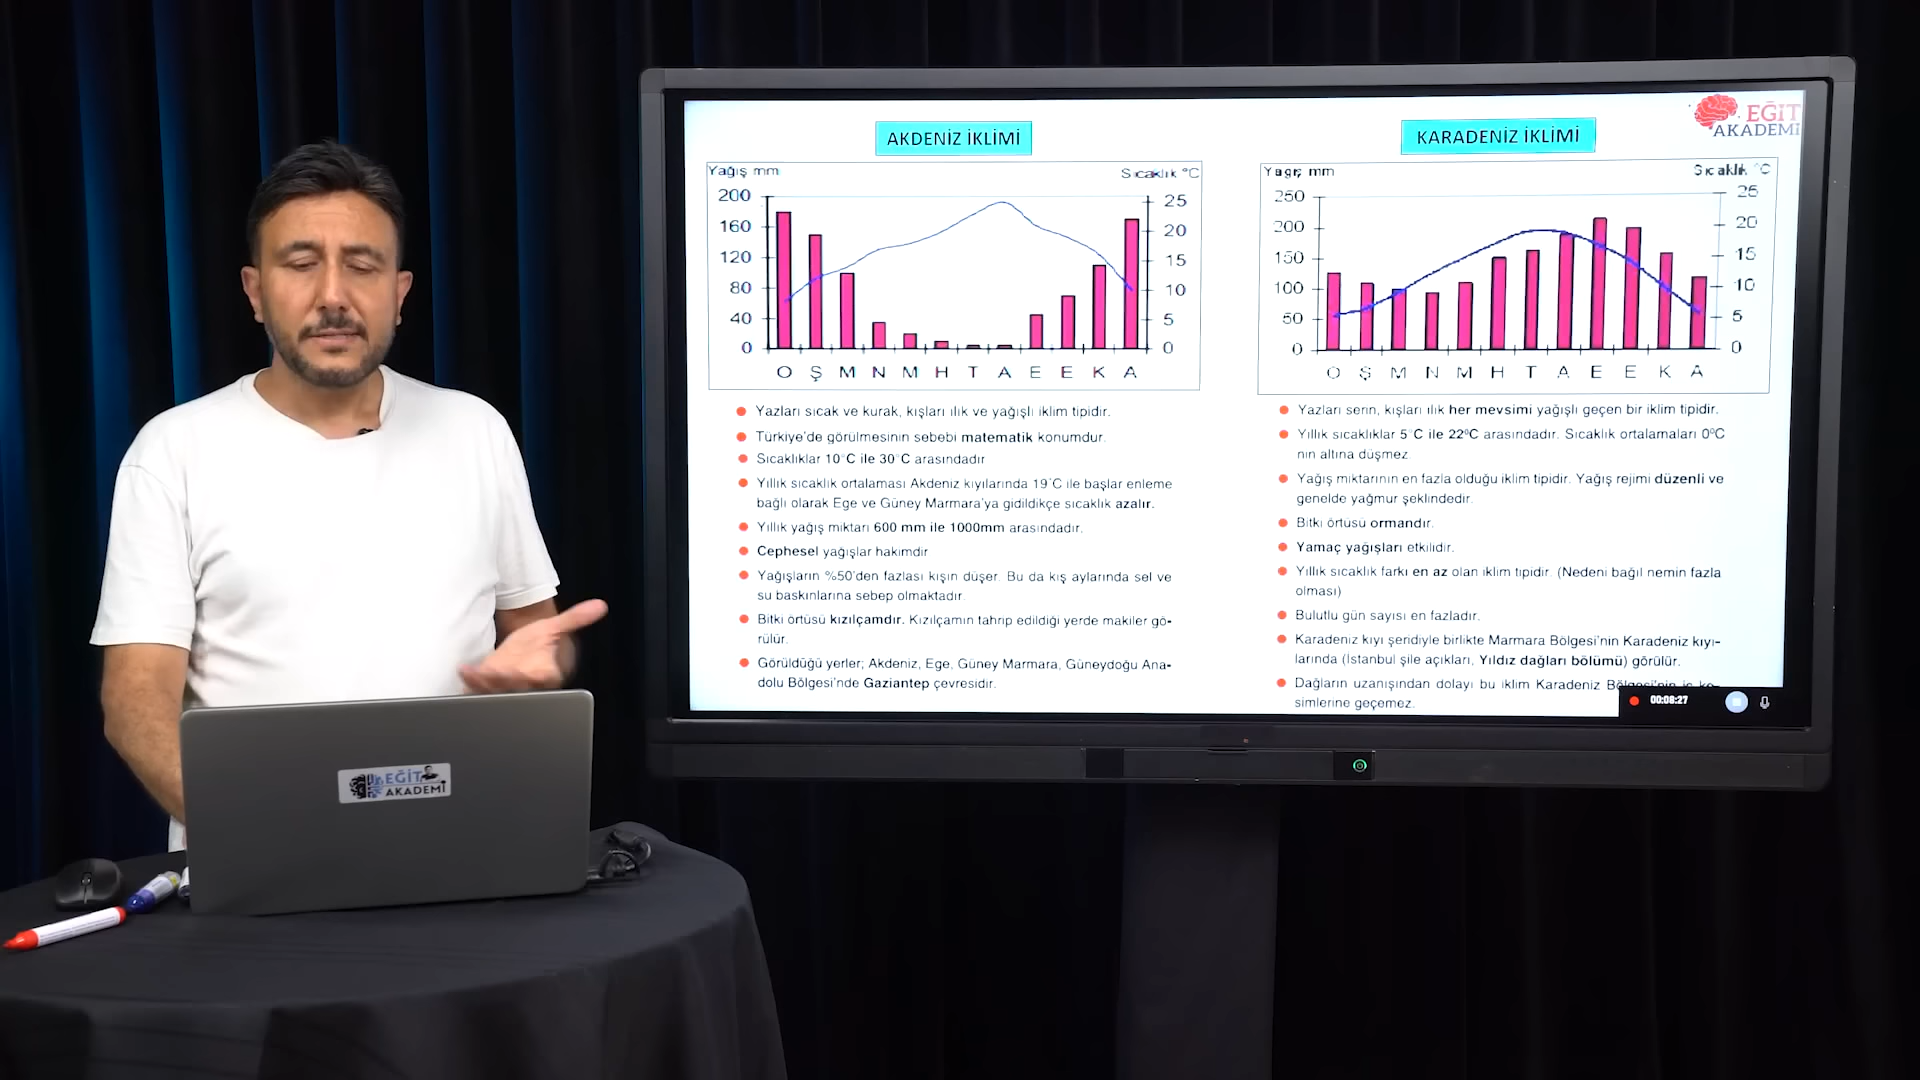 EĞİT
AKADEMİ
AKDENİZ İKLİMİ
Yağış mm
Sıcaklık °C
200
160
120
80
40
0
25
20
15
10
5
0
O Ş M N M H T A E E K A
Yazları sıcak ve kurak, kışları ılık ve yağışlı iklim tipidir.
Türkiye'de görülmesinin sebebi matematik konumdur.
Sıcaklıklar 10°C ile 30°C arasındadır
Yıllık sıcaklık ortalaması Akdeniz kıyılarında 19°C ile başlar enleme
bağlı olarak Ege ve Güney Marmara'ya gidildikçe sıcaklık azalır.
Yıllık yağış miktarı 600 mm ile 1000mm arasındadır.
Cephesel yağışlar hakimdir
Yağışların %50'den fazlası kışın düşer. Bu da kış aylarında sel ve
su baskınlarına sebep olmaktadır.
Bitki örtüsü kızılçamdır. Kızılçamın tahrip edildiği yerde makiler gö-
rülür.
Görüldüğü yerler; Akdeniz, Ege, Güney Marmara, Güneydoğu Ana-
dolu Bölgesi'nde Gaziantep çevresidir.
KARADENİZ İKLİMİ
mm
Sıcaklık °C
250
200
150
100
50
0
25
20
15
10
5
0
O Ş M N M H T A E E K A
Yazları serin, kışları ılık her mevsimi yağışlı geçen bir iklim tipidir.
Yıllık sıcaklıklar 5°C ile 22ºC arasındadır. Sıcaklık ortalamaları 0ºC
nin altına düşmez.
Yağış miktarının en fazla olduğu iklim tipidir. Yağış rejimi düzenli ve
genelde yağmur şeklindedir.
Bitki örtüsü ormandır.
Yamaç yağışları etkilidir.
Yıllık sıcaklık farkı en az olan iklim tipidir. (Nedeni bağıl nemin fazla
olması)
Bulutlu gün sayısı en fazladır.
Karadeniz kıyı şeridiyle birlikte Marmara Bölgesi'nin Karadeniz kıyı-
larında (İstanbul şile açıkları, Yıldız dağları bölümü) görülür.
Dağların uzanışından dolayı bu iklim Karadeniz Bölgesi'nin iç ke-
simlerine geçemez.
00:08:27
EĞİT
AKADEMİ